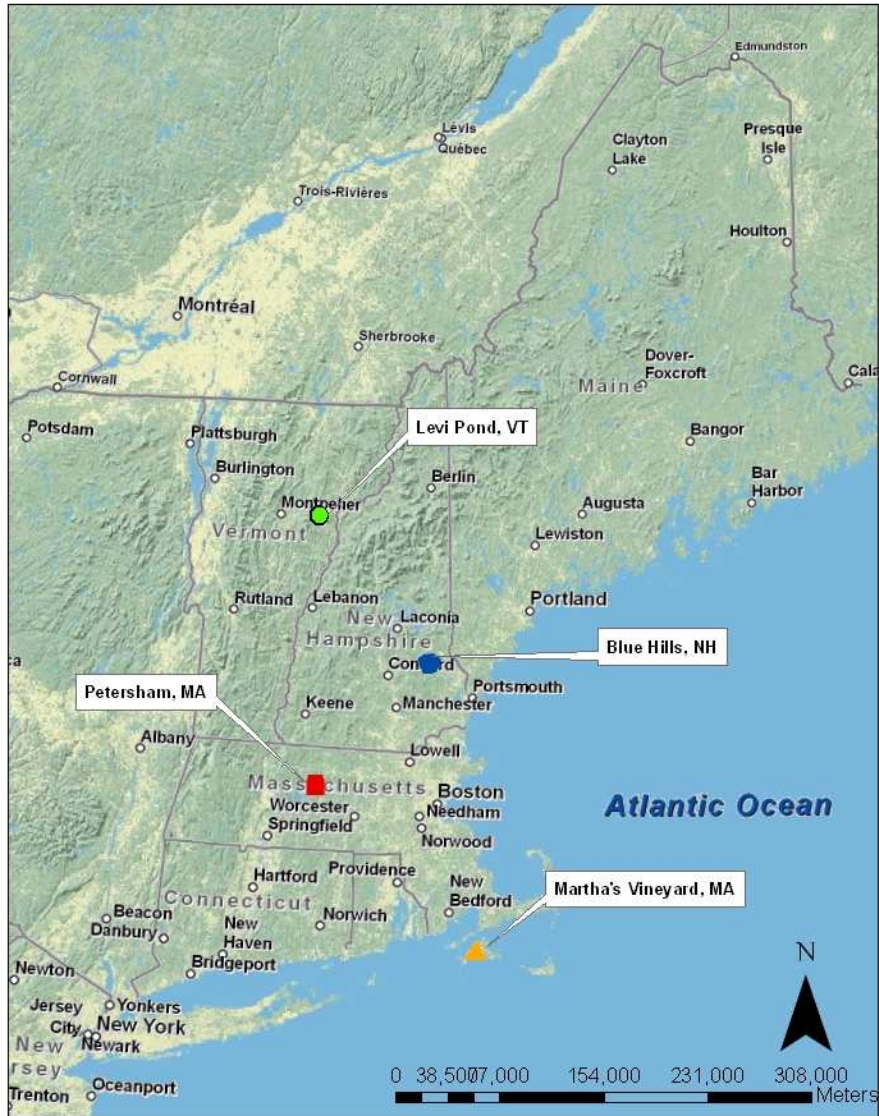 Edmundston
Lévis
Québec
Clayton
Lake
Presque
Isle
Trois-Rivières
Houlton
Montréal
Sherbrooke
Dover-
Foxcroft
Maine
Cala
Cornwall
Levi Pond, VT
Potsdam
Plattsburgh
Bangor
Burlington
Berlin
Bar
Harbor
Montpelier
Augusta
Vermont
Lewiston
Rutland
Lebanon
Portland
New
Hampshire
Laconia
Blue Hills, NH
Concord
Petersham, MA
Keene
Portsmouth
Manchester
Albany
Lowell
Massachusetts
Boston
Atlantic Ocean
Worcester
Needham
Springfield
Norwood
Hartford
Providence
Martha's Vineyard, MA
Connecticut
New
Bedford
Beacon
Norwich
Danbury
New
Haven
N
Newton
Bridgeport
Jersey
City
Yonkers
New York
Newark
New
rsey
Oceanport
Trenton
0 38,500 77,000 154,000 231,000 308,000
Meters